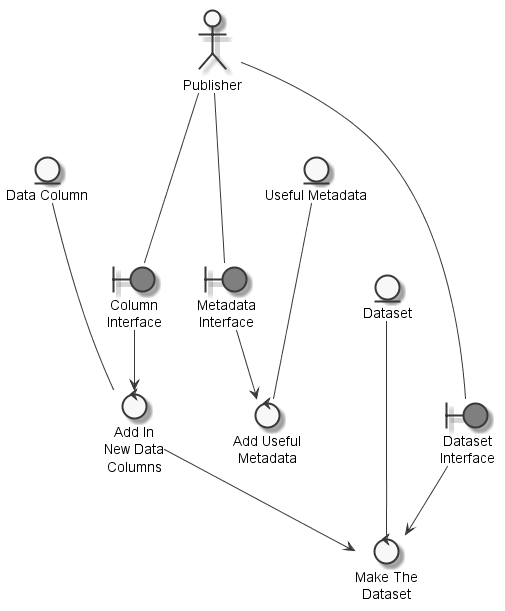 Publisher
Data Column
Useful Metadata
Column
Interface
Metadata
Interface
Dataset
Add In
New Data
Columns
Add Useful
Metadata
Dataset
Interface
Make The
Dataset